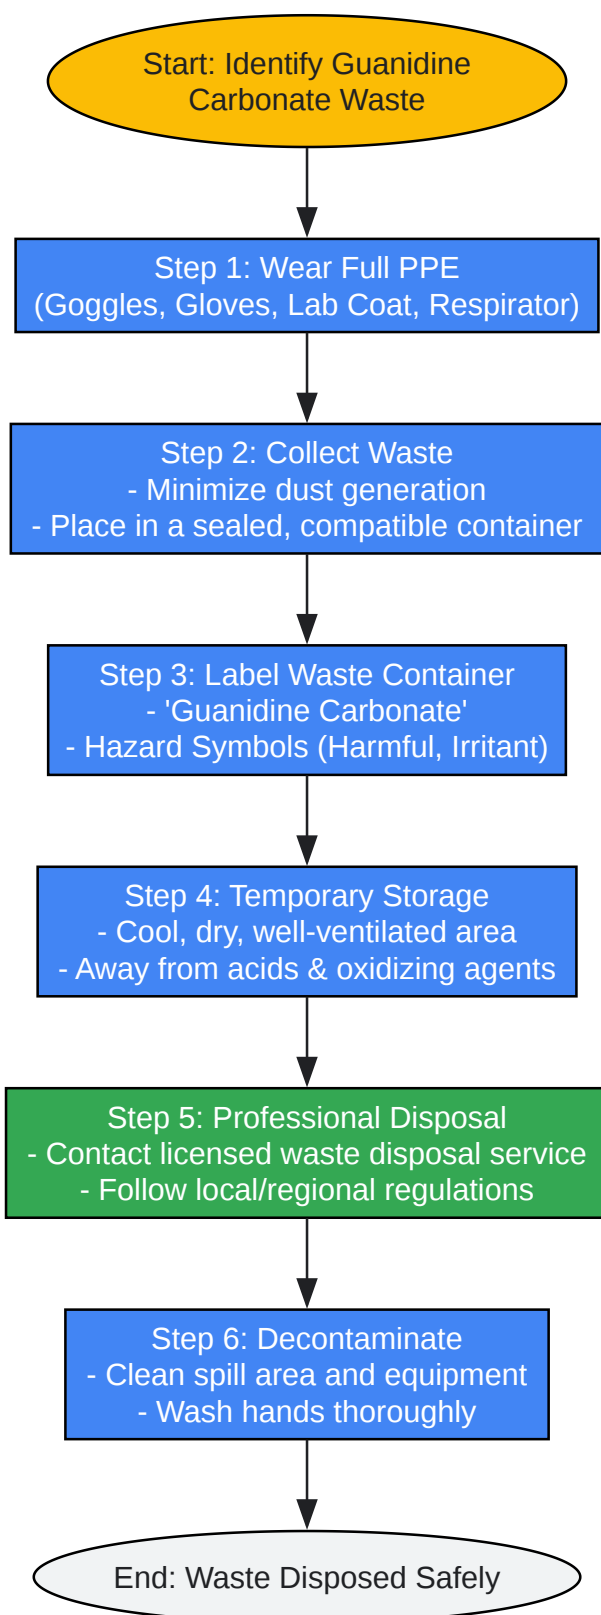 Start: Identify Guanidine
Carbonate Waste
Step 1: Wear Full PPE
(Goggles, Gloves, Lab Coat, Respirator)
Step 2: Collect Waste
- Minimize dust generation
- Place in a sealed, compatible container
Step 3: Label Waste Container
- 'Guanidine Carbonate'
- Hazard Symbols (Harmful, Irritant)
Step 4: Temporary Storage
- Cool, dry, well-ventilated area
- Away from acids & oxidizing agents
Step 5: Professional Disposal
- Contact licensed waste disposal service
- Follow local/regional regulations
Step 6: Decontaminate
- Clean spill area and equipment
- Wash hands thoroughly
End: Waste Disposed Safely